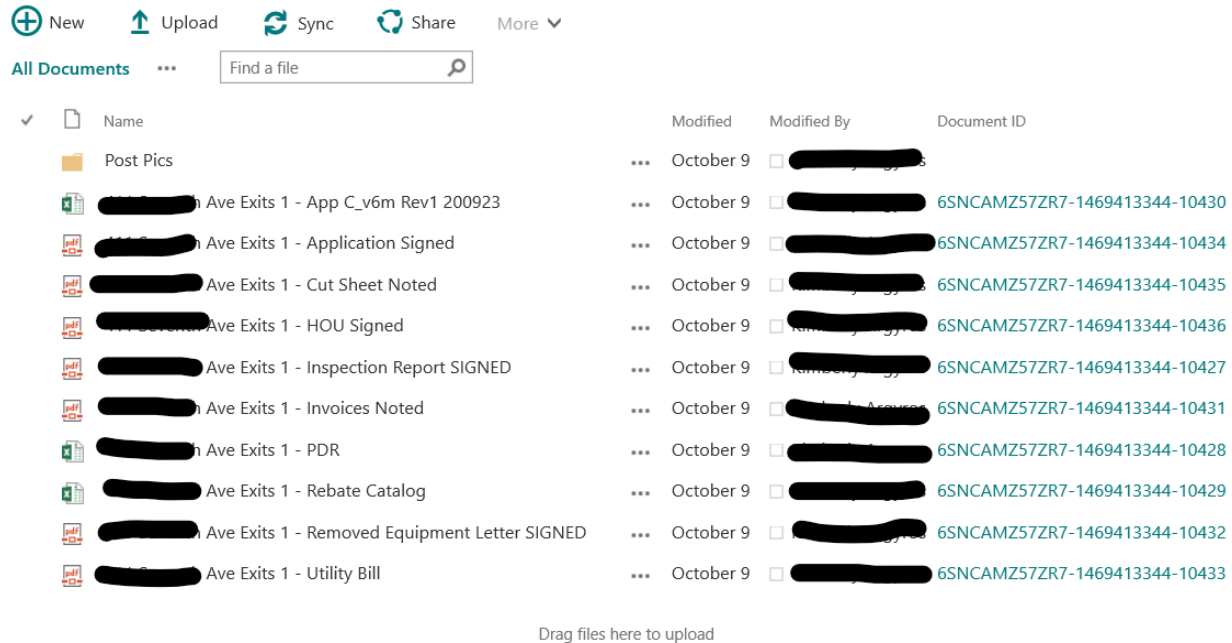 New Upload Sync Share More
All Documents ... Find a file
Name Modified Modified By Document ID
Post Pics ... October 9
Ave Exits 1 - App C_v6m Rev1 200923 ... October 9 6SNCAMZ57ZR7-1469413344-10430
Ave Exits 1 - Application Signed ... October 9 6SNCAMZ57ZR7-1469413344-10434
Ave Exits 1 - Cut Sheet Noted ... October 9 6SNCAMZ57ZR7-1469413344-10435
Ave Exits 1 - HOU Signed ... October 9 6SNCAMZ57ZR7-1469413344-10436
Ave Exits 1 - Inspection Report SIGNED ... October 9 6SNCAMZ57ZR7-1469413344-10427
Ave Exits 1 - Invoices Noted ... October 9 6SNCAMZ57ZR7-1469413344-10431
Ave Exits 1 - PDR ... October 9 6SNCAMZ57ZR7-1469413344-10428
Ave Exits 1 - Rebate Catalog ... October 9 6SNCAMZ57ZR7-1469413344-10429
Ave Exits 1 - Removed Equipment Letter SIGNED ... October 9 6SNCAMZ57ZR7-1469413344-10432
Ave Exits 1 - Utility Bill ... October 9 6SNCAMZ57ZR7-1469413344-10433
Drag files here to upload